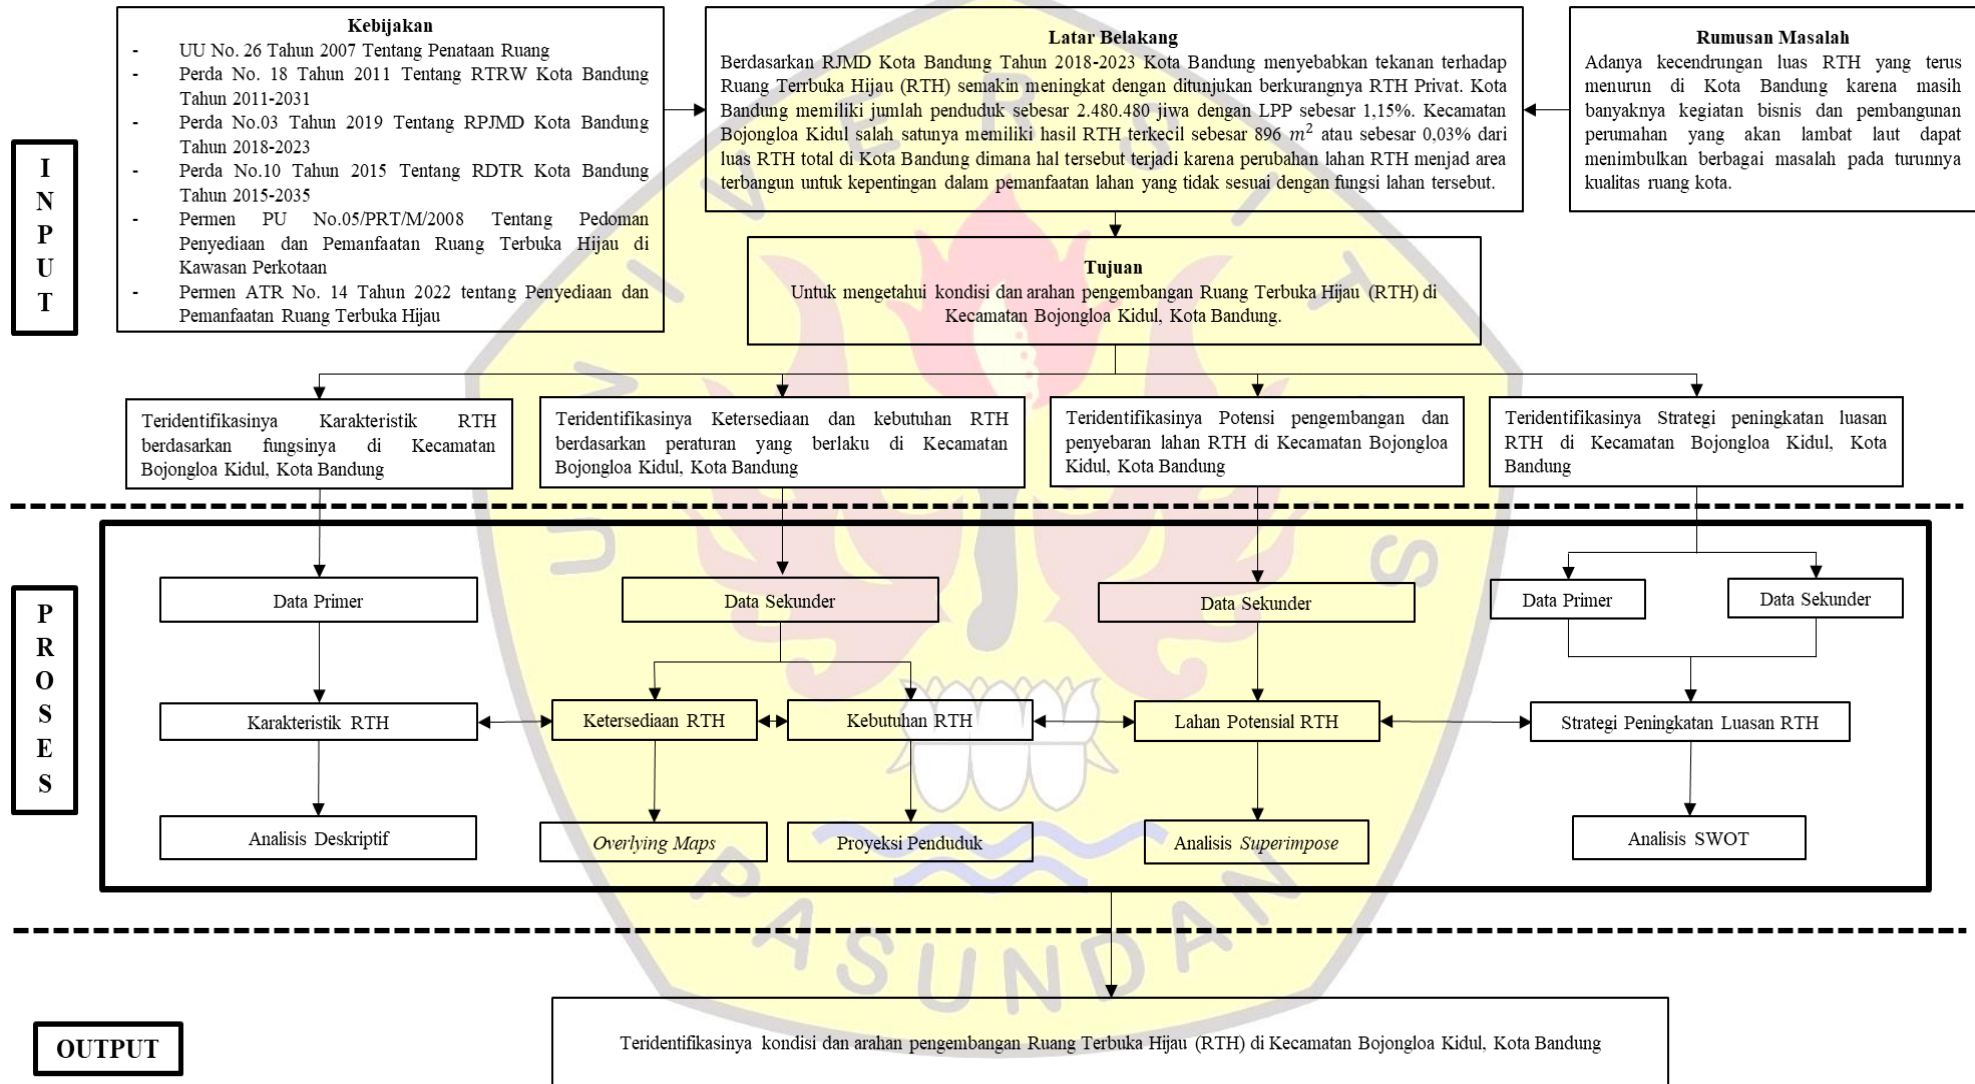 Kebijakan
- UU No. 26 Tahun 2007 Tentang Penataan Ruang
- Perda No. 18 Tahun 2011 Tentang RTRW Kota Bandung
Tahun 2011-2031
- Perda No.03 Tahun 2019 Tentang RPJMD Kota Bandung
Tahun 2018-2023
- Perda No.10 Tahun 2015 Tentang RDTR Kota Bandung
Tahun 2015-2035
- Permen PU No.05/PRT/M/2008 Tentang Pedoman
Penyediaan dan Pemanfaatan Ruang Terbuka Hijau di
Kawasan Perkotaan
- Permen ATR No. 14 Tahun 2022 tentang Penyediaan dan
Pemanfaatan Ruang Terbuka Hijau
Latar Belakang
Berdasarkan RJMD Kota Bandung Tahun 2018-2023 Kota Bandung menyebabkan tekanan terhadap
Ruang Terrbuka Hijau (RTH) semakin meningkat dengan ditunjukan berkurangnya RTH Privat. Kota
Bandung memiliki jumlah penduduk sebesar 2.480.480 jiwa dengan LPP sebesar 1,15%. Kecamatan
Bojongloa Kidul salah satunya memiliki hasil RTH terkecil sebesar 896 m² atau sebesar 0,03% dari
luas RTH total di Kota Bandung dimana hal tersebut terjadi karena perubahan lahan RTH menjad area
terbangun untuk kepentingan dalam pemanfaatan lahan yang tidak sesuai dengan fungsi lahan tersebut.
Rumusan Masalah
Adanya kecendrungan luas RTH yang terus
menurun di Kota Bandung karena masih
banyaknya kegiatan bisnis dan pembangunan
perumahan yang akan lambat laut dapat
menimbulkan berbagai masalah pada turunnya
kualitas ruang kota.
INPUT
Tujuan
Untuk mengetahui kondisi dan arahan pengembangan Ruang Terbuka Hijau (RTH) di
Kecamatan Bojongloa Kidul, Kota Bandung.
Teridentifikasinya Karakteristik RTH
berdasarkan fungsinya di Kecamatan
Bojongloa Kidul, Kota Bandung
Teridentifikasinya Ketersediaan dan kebutuhan RTH
berdasarkan peraturan yang berlaku di Kecamatan
Bojongloa Kidul, Kota Bandung
Teridentifikasinya Potensi pengembangan dan
penyebaran lahan RTH di Kecamatan Bojongloa
Kidul, Kota Bandung
Teridentifikasinya Strategi peningkatan luasan
RTH di Kecamatan Bojongloa Kidul, Kota
Bandung
PROSES
Data Primer
Data Sekunder
Data Sekunder
Data Primer
Data Sekunder
Karakteristik RTH
Ketersediaan RTH
Kebutuhan RTH
Lahan Potensial RTH
Strategi Peningkatan Luasan RTH
Analisis Deskriptif
Overlying Maps
Proyeksi Penduduk
Analisis Superimpose
Analisis SWOT
OUTPUT
Teridentifikasinya kondisi dan arahan pengembangan Ruang Terbuka Hijau (RTH) di Kecamatan Bojongloa Kidul, Kota Bandung
UNIVERSITAS
PASUNDAN